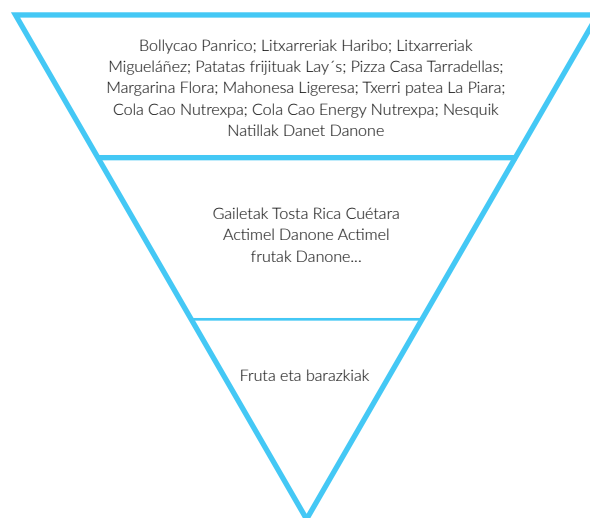 Bollycao Panrico; Litxarreriak Haribo; Litxarreriak
Migueláñez; Patatas frijituak Lay´s; Pizza Casa Tarradellas;
Margarina Flora; Mahonesa Ligeresa; Txerri patea La Piara;
Cola Cao Nutrexpa; Cola Cao Energy Nutrexpa; Nesquik
Natillak Danet Danone
Gailetak Tosta Rica Cuétara
Actimel Danone Actimel
frutak Danone...
Fruta eta barazkiak